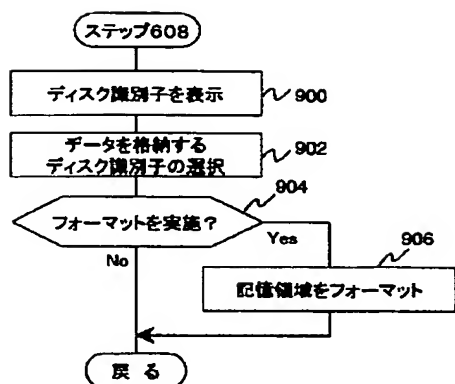 ステップ608
ディスク識別子を表示
900
データを格納する
ディスク識別子の選択
902
904
フォーマットを実施?
Yes
No
906
記憶領域をフォーマット
戻る